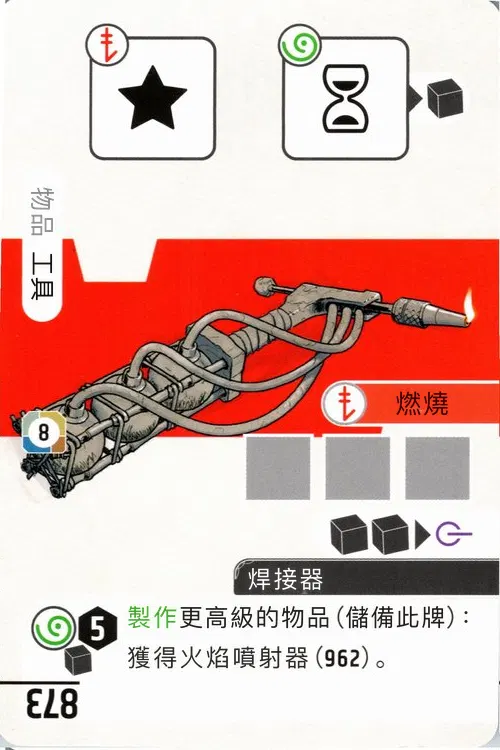 物品 工具
8
燃燒
焊接器
5 製作更高級的物品(儲備此牌):
獲得火焰噴射器(962)。
873